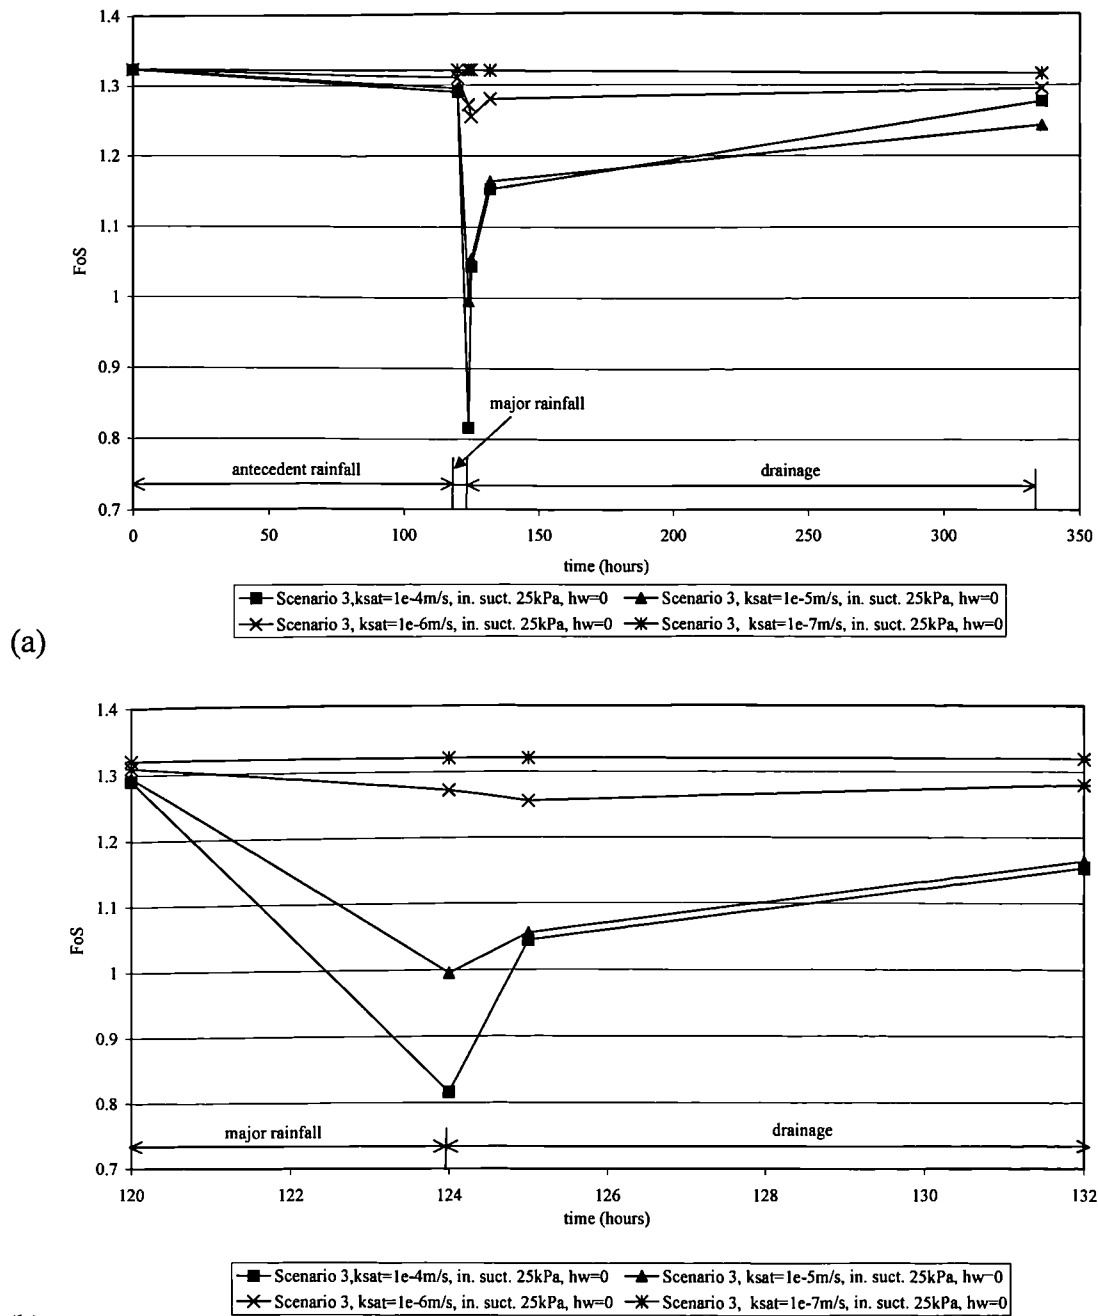 1.4
1.3
1.2
1.1
1
0.9
0.8
0.7
FoS
major rainfall
antecedent rainfall
drainage
0 50 100 150 200 250 300 350
time (hours)
Scenario 3,ksat=1e-4m/s, in. suct. 25kPa, hw=0 Scenario 3, ksat=1e-5m/s, in. suct. 25kPa, hw=0
Scenario 3, ksat=1e-6m/s, in. suct. 25kPa, hw=0 Scenario 3, ksat=1e-7m/s, in. suct. 25kPa, hw=0
(a)
1.4
1.3
1.2
1.1
1
0.9
0.8
0.7
FoS
major rainfall
drainage
120 122 124 126 128 130 132
time (hours)
Scenario 3,ksat=1e-4m/s, in. suct. 25kPa, hw=0 Scenario 3, ksat=1e-5m/s, in. suct. 25kPa, hw=0
Scenario 3, ksat=1e-6m/s, in. suct. 25kPa, hw=0 Scenario 3, ksat=1e-7m/s, in. suct. 25kPa, hw=0